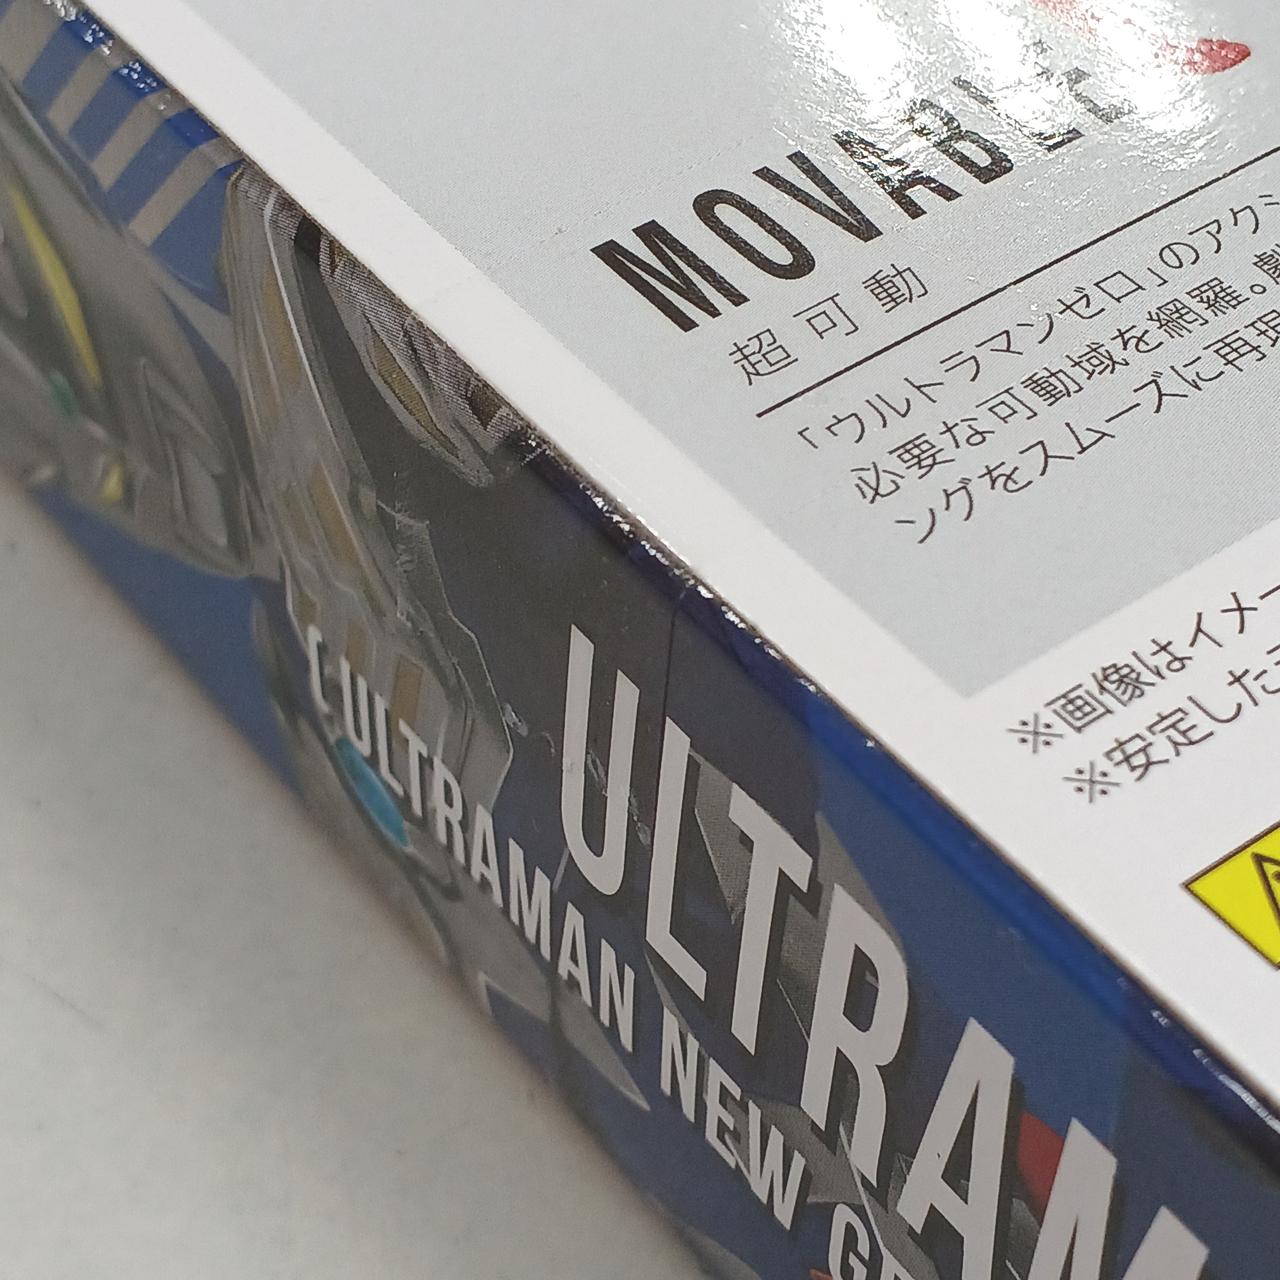 MOVABLE
超可動
「ウルトラマンゼロ」のアクシ
必要な可動域を網羅。劇
ングをスムーズに再現
※画像はイメー
※安定した
ULTRAM
ULTRAMAN NEW